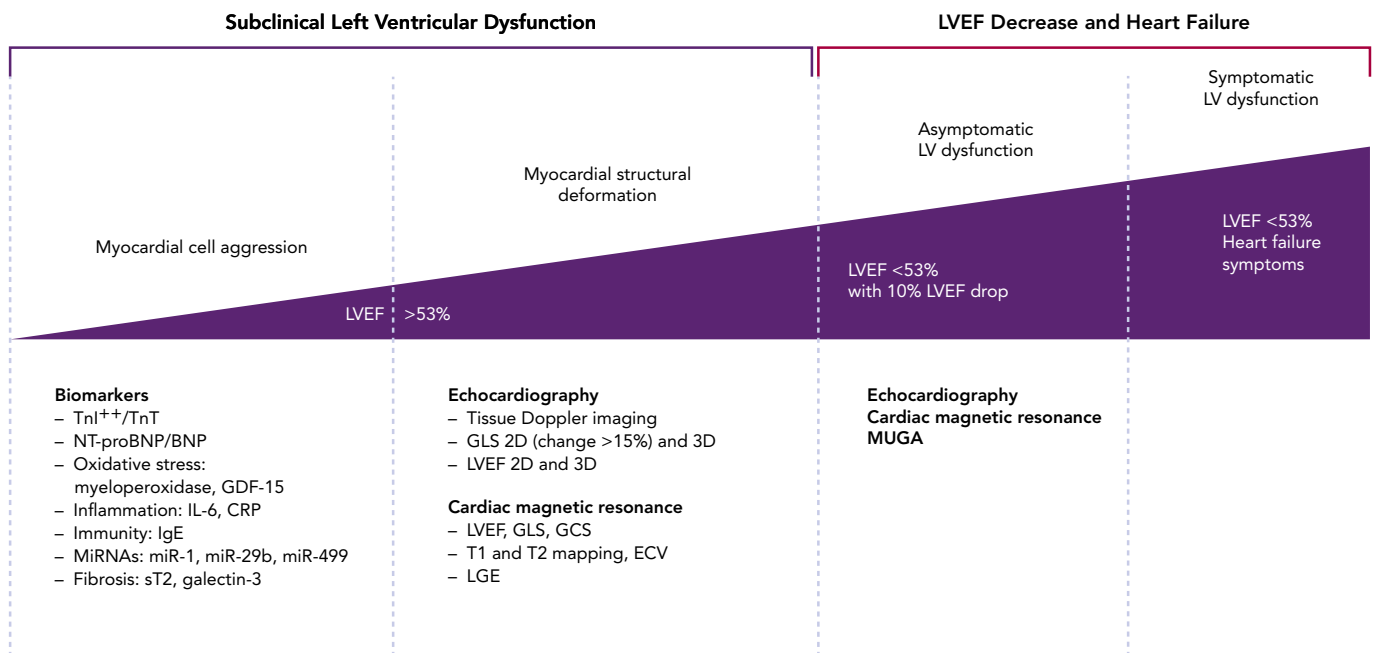 Subclinical Left Ventricular Dysfunction
LVEF Decrease and Heart Failure
Myocardial cell aggression
Myocardial structural
deformation
Asymptomatic
LV dysfunction
Symptomatic
LV dysfunction
LVEF >53%
LVEF <53%
with 10% LVEF drop
LVEF <53%
Heart failure
symptoms
Biomarkers
– TnI++/TnT
– NT-proBNP/BNP
– Oxidative stress:
myeloperoxidase, GDF-15
– Inflammation: IL-6, CRP
– Immunity: IgE
– MiRNAs: miR-1, miR-29b, miR-499
– Fibrosis: sT2, galectin-3
Echocardiography
– Tissue Doppler imaging
– GLS 2D (change >15%) and 3D
– LVEF 2D and 3D
Cardiac magnetic resonance
– LVEF, GLS, GCS
– T1 and T2 mapping, ECV
– LGE
Echocardiography
Cardiac magnetic resonance
MUGA